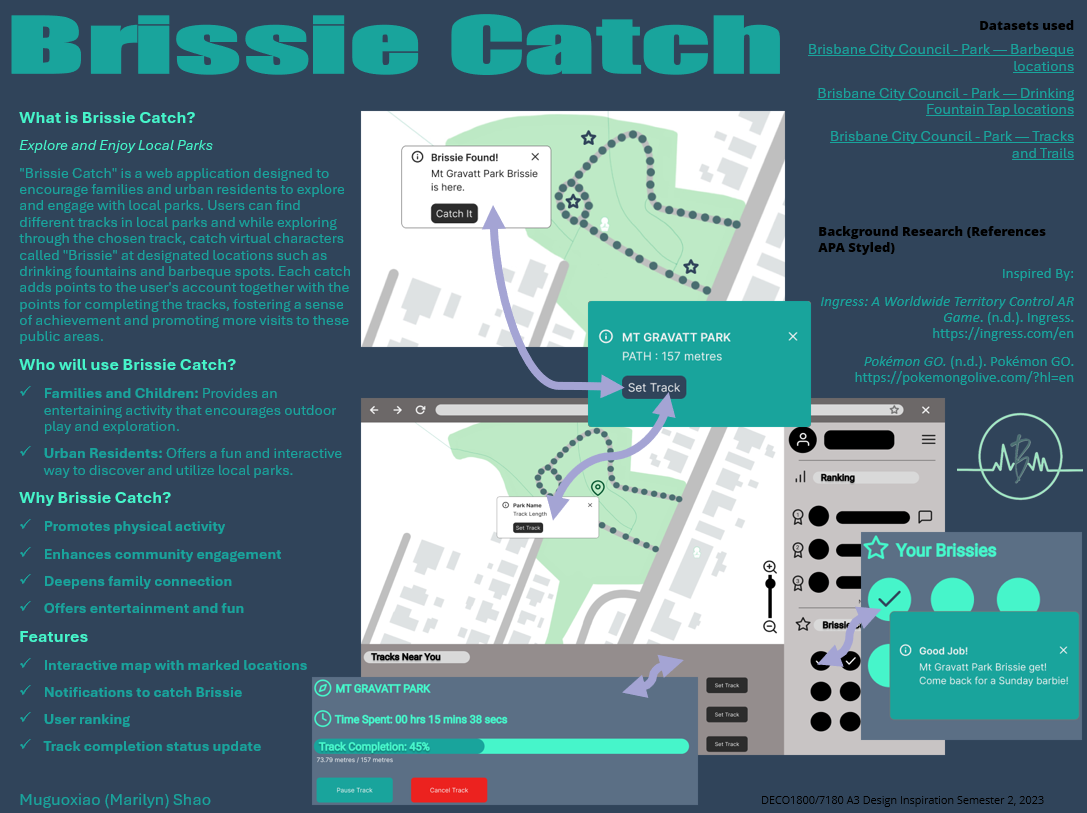 Brissie Catch
What is Brissie Catch?
Explore and Enjoy Local Parks
"Brissie Catch" is a web application designed to
encourage families and urban residents to explore
and engage with local parks. Users can find
different tracks in local parks and while exploring
through the chosen track, catch virtual characters
called "Brissie" at designated locations such as
drinking fountains and barbeque spots. Each catch
adds points to the user's account together with the
points for completing the tracks, fostering a sense
of achievement and promoting more visits to these
public areas.
Who will use Brissie Catch?
✓ Families and Children: Provides an
entertaining activity that encourages outdoor
play and exploration.
✓ Urban Residents: Offers a fun and interactive
way to discover and utilize local parks.
Why Brissie Catch?
✓ Promotes physical activity
✓ Enhances community engagement
✓ Deepens family connection
✓ Offers entertainment and fun
Features
✓ Interactive map with marked locations
✓ Notifications to catch Brissie
✓ User ranking
✓ Track completion status update
Muguoxiao (Marilyn) Shao
Brissie Found!
Mt Gravatt Park Brissie
is here.
Catch It
MT GRAVATT PARK
PATH : 157 metres
Set Track
Park Name
Track Length
Set Track
Ranking
1
2
3
Brissie
Tracks Near You
Set Track
Set Track
Set Track
MT GRAVATT PARK
Time Spent: 00 hrs 15 mins 38 secs
Track Completion: 45%
73.79 metres / 157 metres
Pause Track
Cancel Track
Your Brissies
Good Job!
Mt Gravatt Park Brissie get!
Come back for a Sunday barbie!
Datasets used
Brisbane City Council - Park — Barbeque
locations
Brisbane City Council - Park — Drinking
Fountain Tap locations
Brisbane City Council - Park — Tracks
and Trails
Background Research (References
APA Styled)
Inspired By:
Ingress: A Worldwide Territory Control AR
Game. (n.d.). Ingress.
https://ingress.com/en
Pokémon GO. (n.d.). Pokémon GO.
https://pokemongolive.com/?hl=en
DECO1800/7180 A3 Design Inspiration Semester 2, 2023